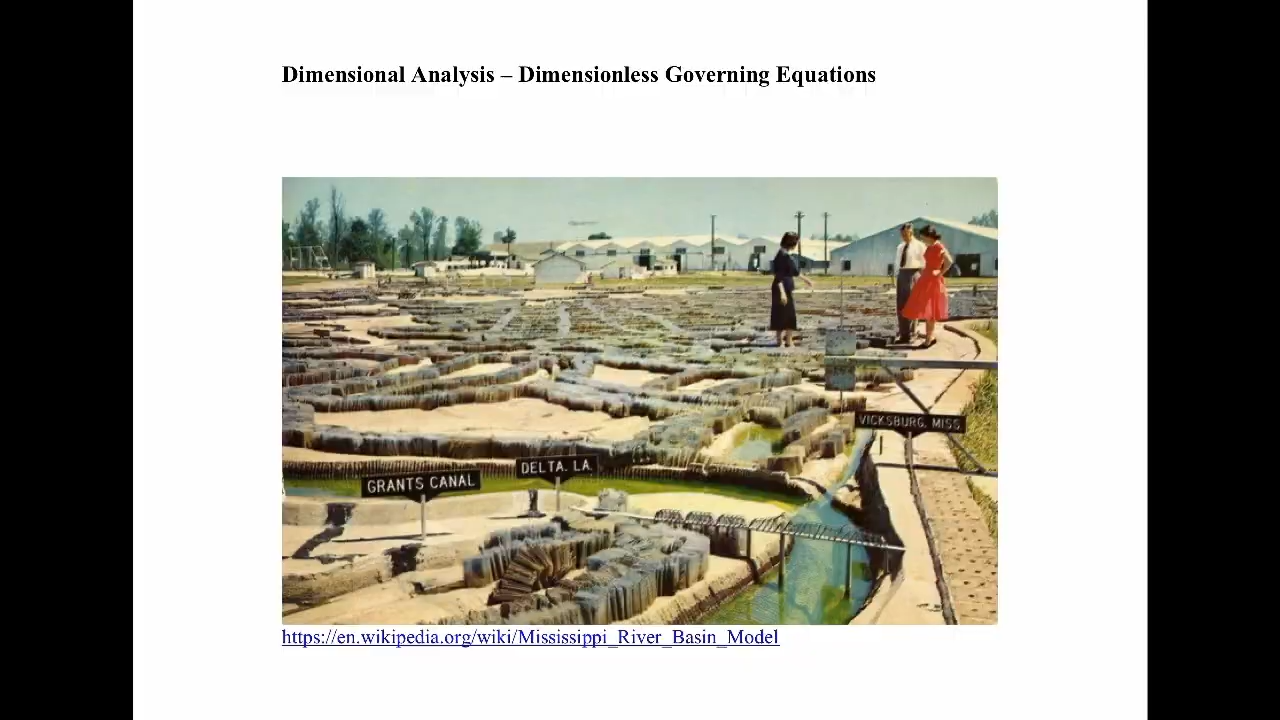 Dimensional Analysis – Dimensionless Governing Equations
VICKSBURG, MISS
DELTA. LA.
GRANTS CANAL
https://en.wikipedia.org/wiki/Mississippi_River_Basin_Model